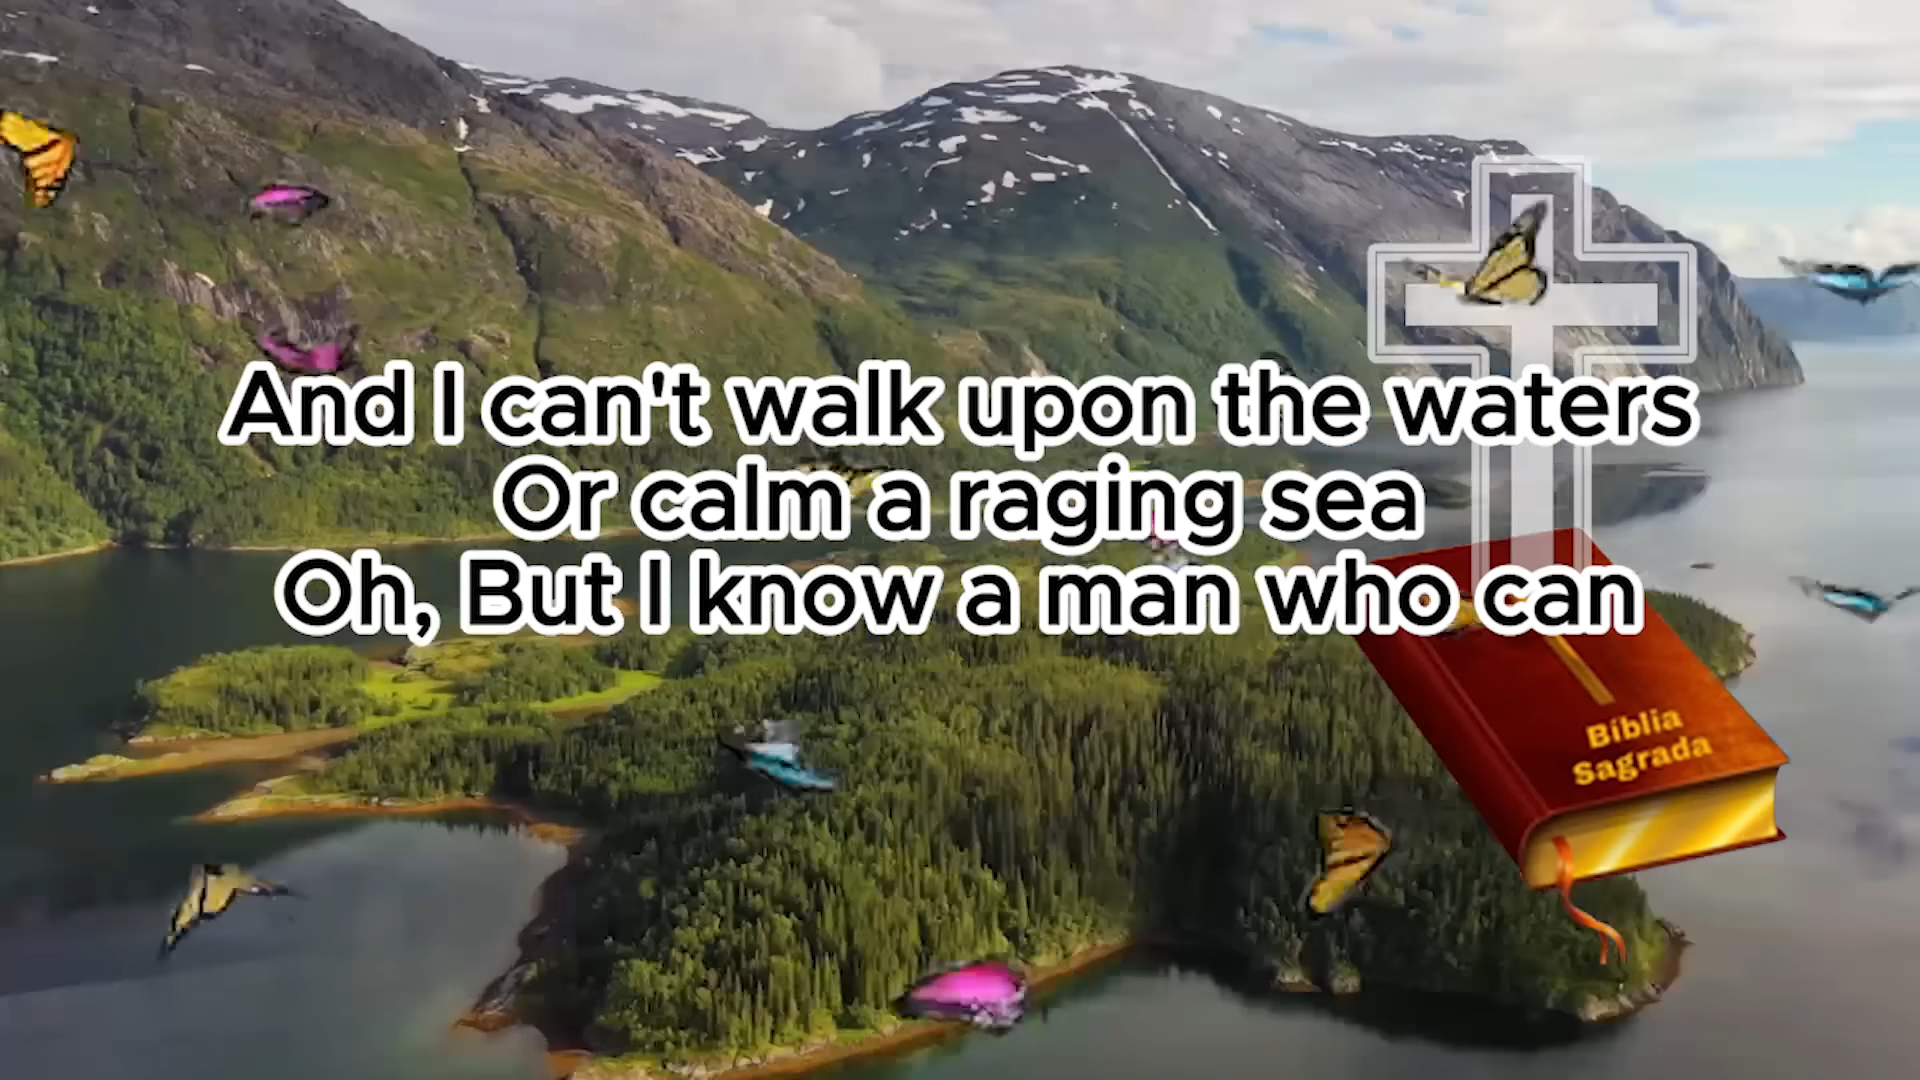 And I can't walk upon the waters
Or calm a raging sea
Oh, But I know a man who can
Bíblia
Sagrada